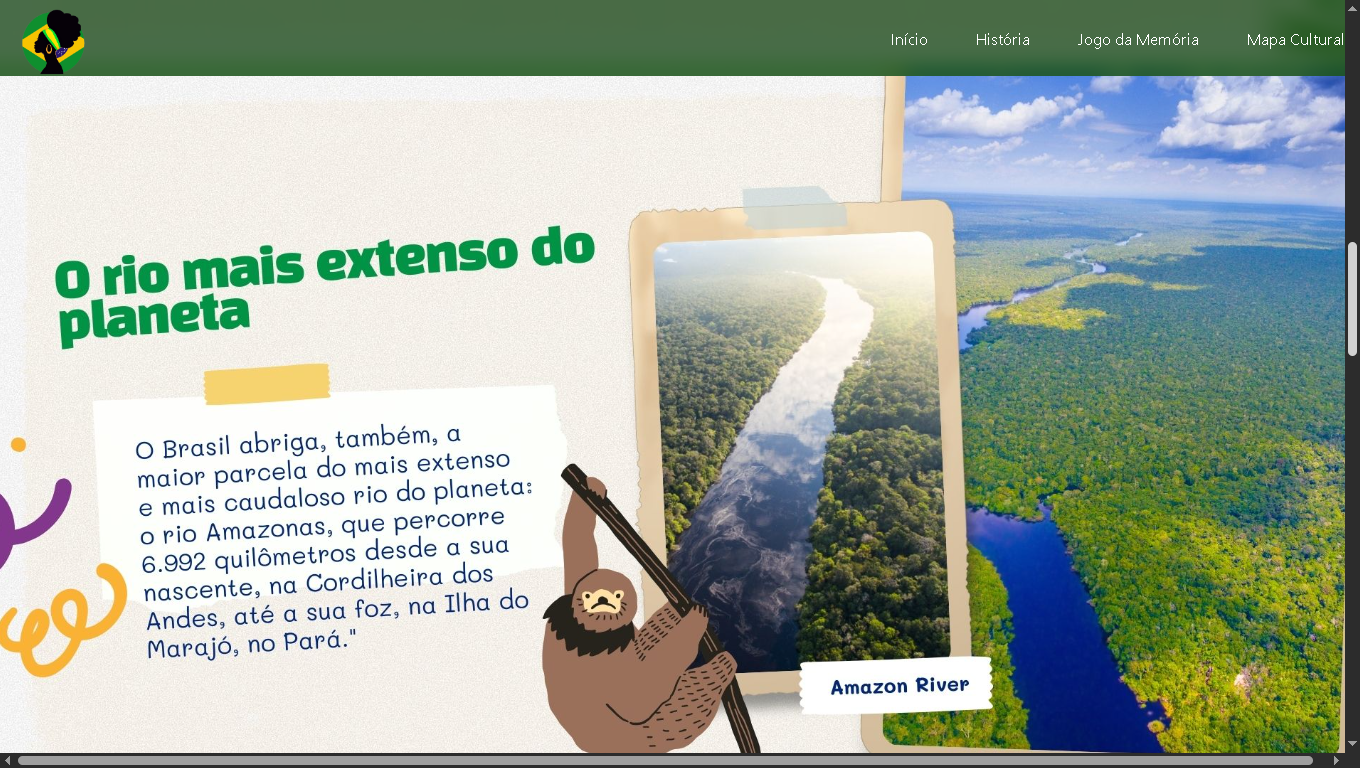 Início História Jogo da Memória Mapa Cultural
O rio mais extenso do
planeta
O Brasil abriga, também, a
maior parcela do mais extenso
e mais caudaloso rio do planeta:
o rio Amazonas, que percorre
6.992 quilômetros desde a sua
nascente, na Cordilheira dos
Andes, até a sua foz, na Ilha do
Marajó, no Pará."
Amazon River